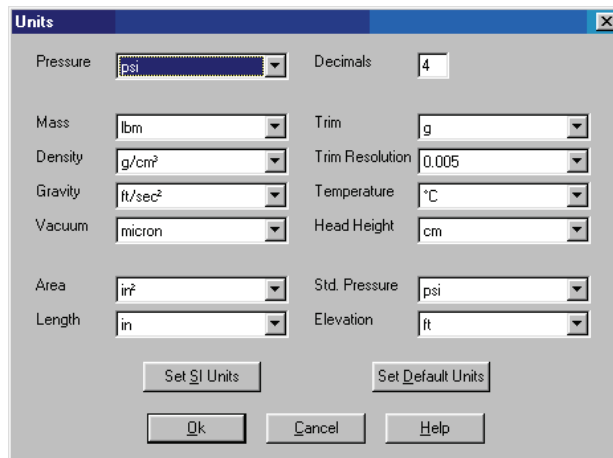 Units
Pressure psi Decimals 4
Mass lbm Trim g
Density g/cm³ Trim Resolution 0.005
Gravity ft/sec² Temperature °C
Vacuum micron Head Height cm
Area in² Std. Pressure psi
Length in Elevation ft
Set SI Units Set Default Units
Ok Cancel Help